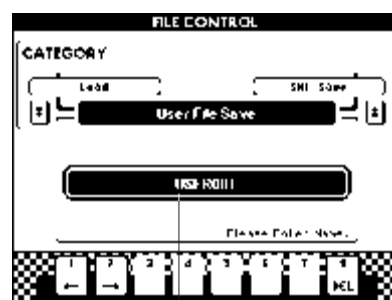 FILE CONTROL
CATEGORY
Load
SMF Save
User File Save
Please Enter Name.
1 2 3 4 5 6 7 8
← → DEL